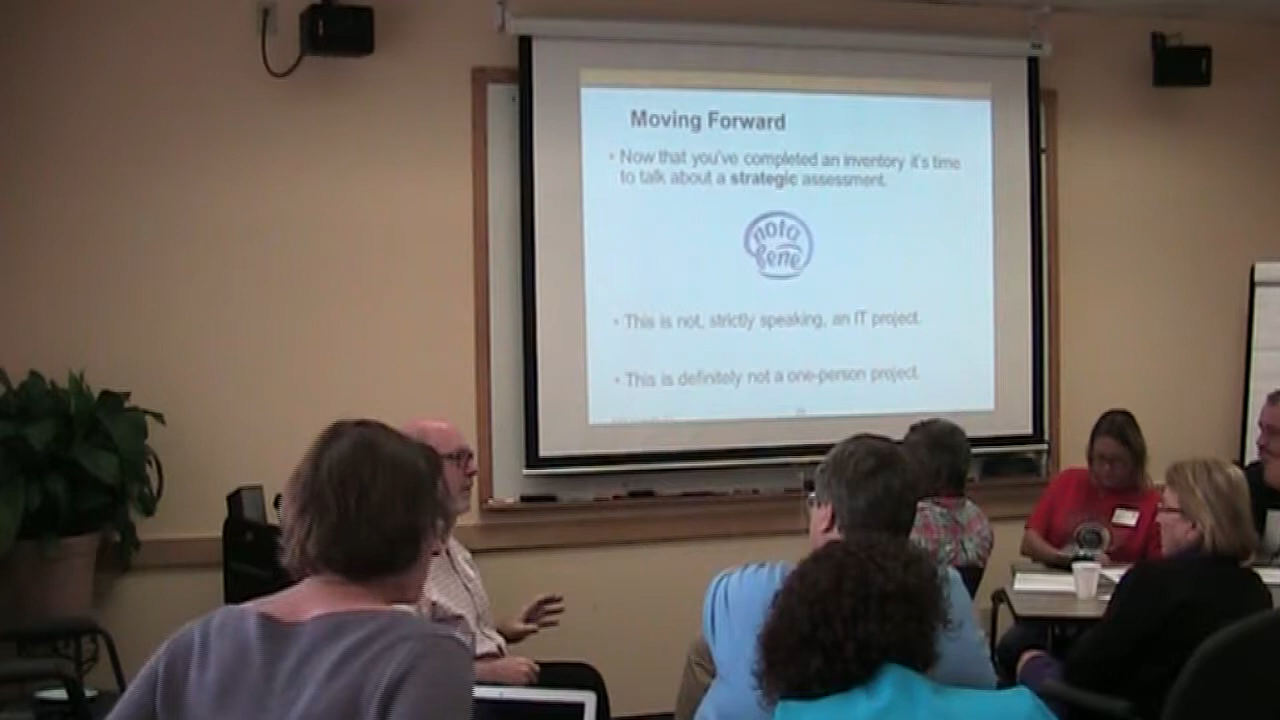 Moving Forward
• Now that you've completed an inventory it's time
to talk about a strategic assessment.
nota
bene
• This is not, strictly speaking, an IT project.
• This is definitely not a one-person project.